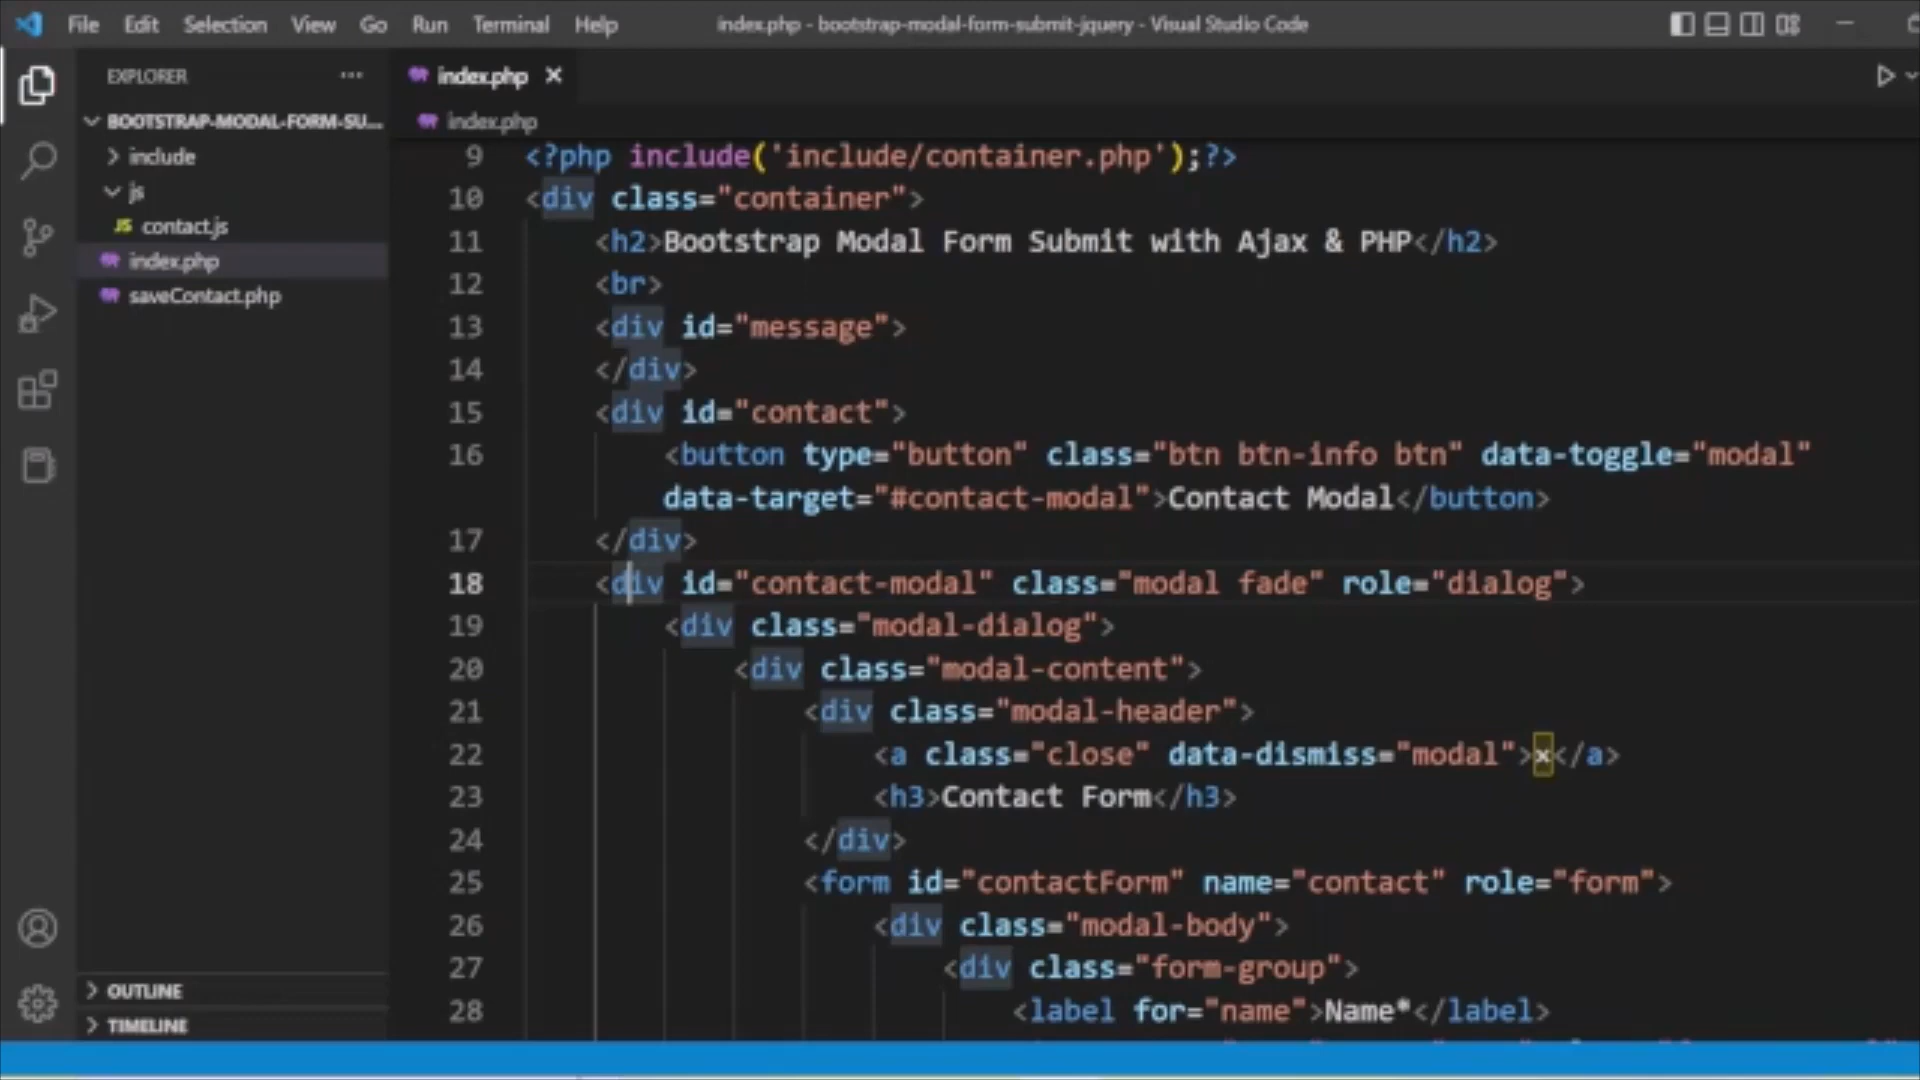 File Edit Selection View Go Run Terminal Help index.php - bootstrap-modal-form-submit-jquery - Visual Studio Code
EXPLORER ...
BOOTSTRAP-MODAL-FORM-SU...
include
js
JS contact.js
index.php
saveContact.php
OUTLINE
TIMELINE
index.php ×
index.php
9 <?php include('include/container.php');?>
10 <div class="container">
11 <h2>Bootstrap Modal Form Submit with Ajax & PHP</h2>
12 <br>
13 <div id="message">
14 </div>
15 <div id="contact">
16 <button type="button" class="btn btn-info btn" data-toggle="modal"
data-target="#contact-modal">Contact Modal</button>
17 </div>
18 <div id="contact-modal" class="modal fade" role="dialog">
19 <div class="modal-dialog">
20 <div class="modal-content">
21 <div class="modal-header">
22 <a class="close" data-dismiss="modal">×</a>
23 <h3>Contact Form</h3>
24 </div>
25 <form id="contactForm" name="contact" role="form">
26 <div class="modal-body">
27 <div class="form-group">
28 <label for="name">Name*</label>